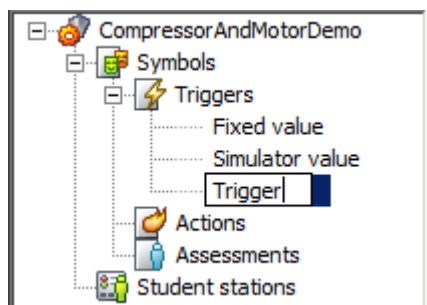 CompressorAndMotorDemo
Symbols
Triggers
Fixed value
Simulator value
Trigger
Actions
Assessments
Student stations